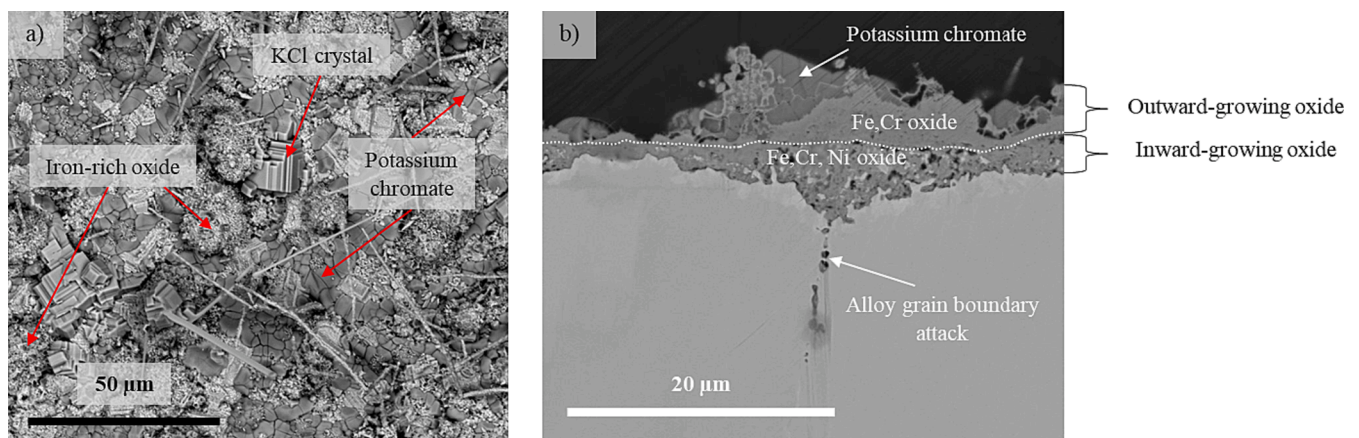 a)
KCl crystal
Iron-rich oxide
Potassium
chromate
50 µm
b)
Potassium chromate
Fe,Cr oxide
Outward-growing oxide
Fe,Cr, Ni oxide
Inward-growing oxide
Alloy grain boundary
attack
20 µm